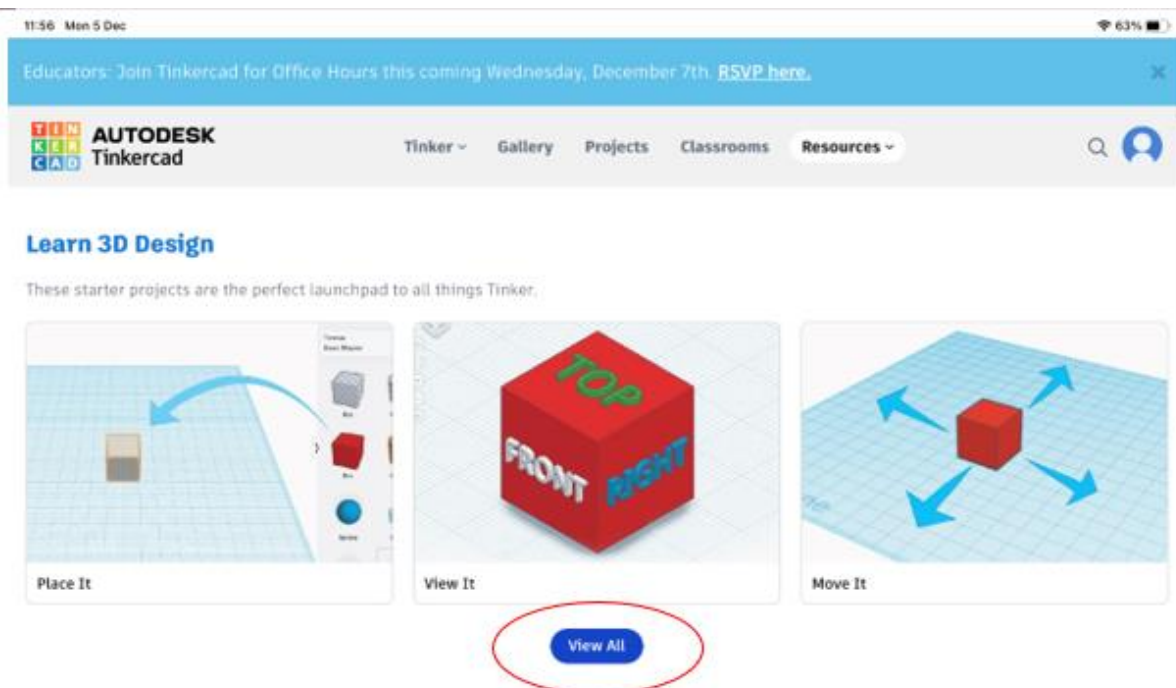 11:56 Mon 5 Dec
63%
Educators: Join Tinkercad for Office Hours this coming Wednesday, December 7th. RSVP here.
TIN
KER
CAD
AUTODESK
Tinkercad
Tinker Gallery Projects Classrooms Resources
Learn 3D Design
These starter projects are the perfect launchpad to all things Tinker.
Box
Box
Place It
TOP
FRONT
RIGHT
View It
Move It
View All